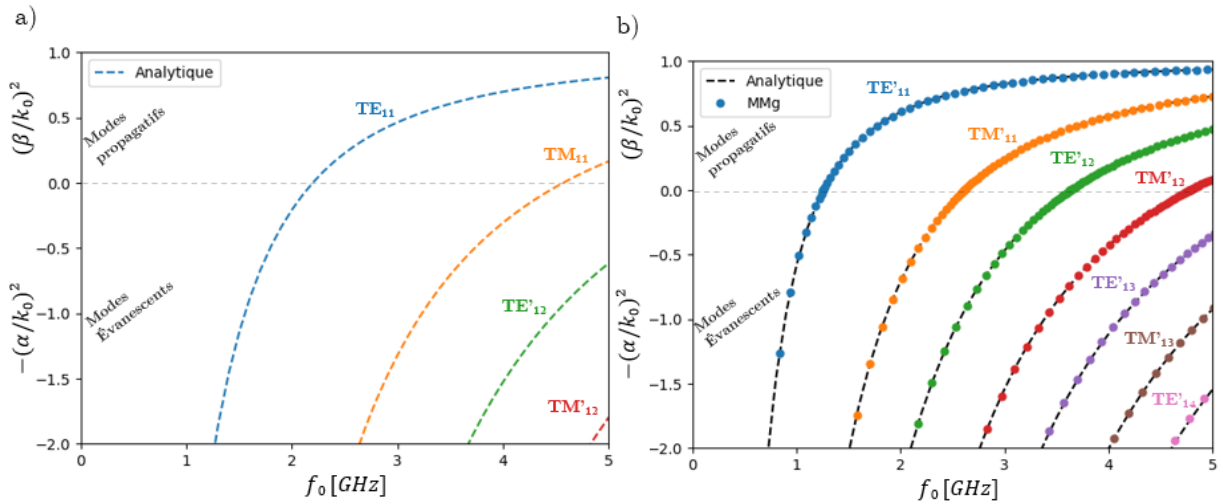 a)
1.0
0.5
0.0
−0.5
−1.0
−1.5
−2.0
(β/k₀)²
−(α/k₀)²
Analytique
Modes
propagatifs
Modes
Évanescents
TE₁₁
TM₁₁
TE'₁₂
TM'₁₂
0 1 2 3 4 5
f₀ [GHz]
b)
1.0
0.5
0.0
−0.5
−1.0
−1.5
−2.0
(β/k₀)²
−(α/k₀)²
Analytique
MMg
Modes
propagatifs
Modes
Évanescents
TE'₁₁
TM'₁₁
TE'₁₂
TM'₁₂
TE'₁₃
TM'₁₃
TE'₁₄
0 1 2 3 4 5
f₀ [GHz]